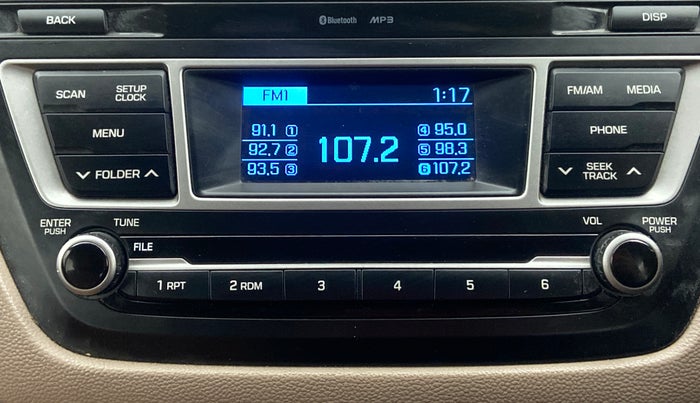 BACK
Bluetooth MP3
DISP
SCAN SETUP CLOCK
MENU
FOLDER
FM1 1:17
91.1 1
92.7 2
93.5 3
107.2
4 95.0
5 98.3
6 107.2
FM/AM MEDIA
PHONE
SEEK TRACK
ENTER PUSH
TUNE
FILE
VOL
POWER PUSH
1 RPT 2 RDM 3 4 5 6